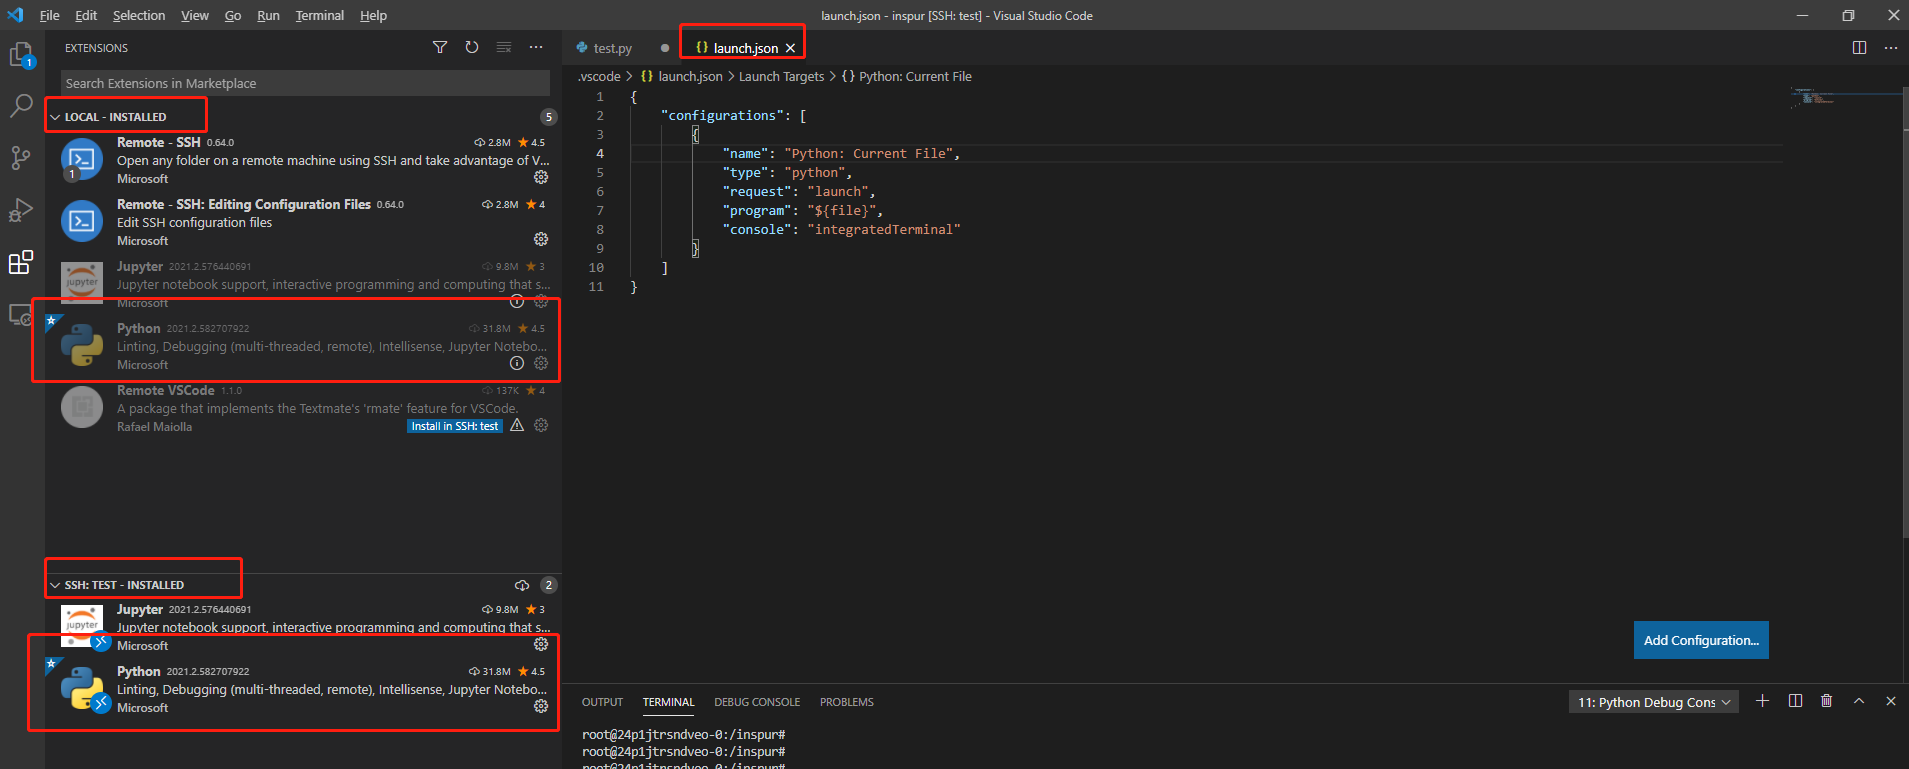 File Edit Selection View Go Run Terminal Help
launch.json - inspur [SSH: test] - Visual Studio Code
1
EXTENSIONS
Search Extensions in Marketplace
LOCAL - INSTALLED
5
Remote - SSH 0.64.0
2.8M 4.5
Open any folder on a remote machine using SSH and take advantage of V...
1
Microsoft
Remote - SSH: Editing Configuration Files 0.64.0
2.8M 4
Edit SSH configuration files
Microsoft
Jupyter 2021.2.576440691
9.8M 3
jupyter
Jupyter notebook support, interactive programming and computing that s...
Microsoft
Python 2021.2.582707922
31.8M 4.5
Linting, Debugging (multi-threaded, remote), Intellisense, Jupyter Notebo...
Microsoft
Remote VSCode 1.1.0
137K 4
A package that implements the Textmate's 'rmate' feature for VSCode.
Rafael Maiolla
Install in SSH: test
SSH: TEST - INSTALLED
2
Jupyter 2021.2.576440691
9.8M 3
jupyter
Jupyter notebook support, interactive programming and computing that s...
Microsoft
Python 2021.2.582707922
31.8M 4.5
Linting, Debugging (multi-threaded, remote), Intellisense, Jupyter Notebo...
Microsoft
test.py
{} launch.json
.vscode > {} launch.json > Launch Targets > {} Python: Current File
1 {
2 "configurations": [
3 {
4 "name": "Python: Current File",
5 "type": "python",
6 "request": "launch",
7 "program": "${file}",
8 "console": "integratedTerminal"
9 }
10 ]
11 }
Add Configuration...
OUTPUT TERMINAL DEBUG CONSOLE PROBLEMS
11: Python Debug Cons
root@24p1jtrsndveo-0:/inspur#
root@24p1jtrsndveo-0:/inspur#
root@24p1jtrsndveo-0:/inspur#